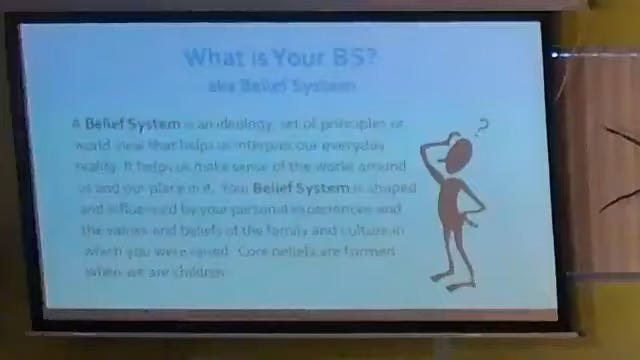 What is Your BS?
aka Belief System
A Belief System is an ideology, set of principles or
world view that helps us interpret our everyday
reality. It helps us make sense of the world around
us and our place in it. Your Belief System is shaped
and influenced by your personal experiences and
the values and beliefs of the family and culture in
which you were raised. Core beliefs are formed
when we are children.
?